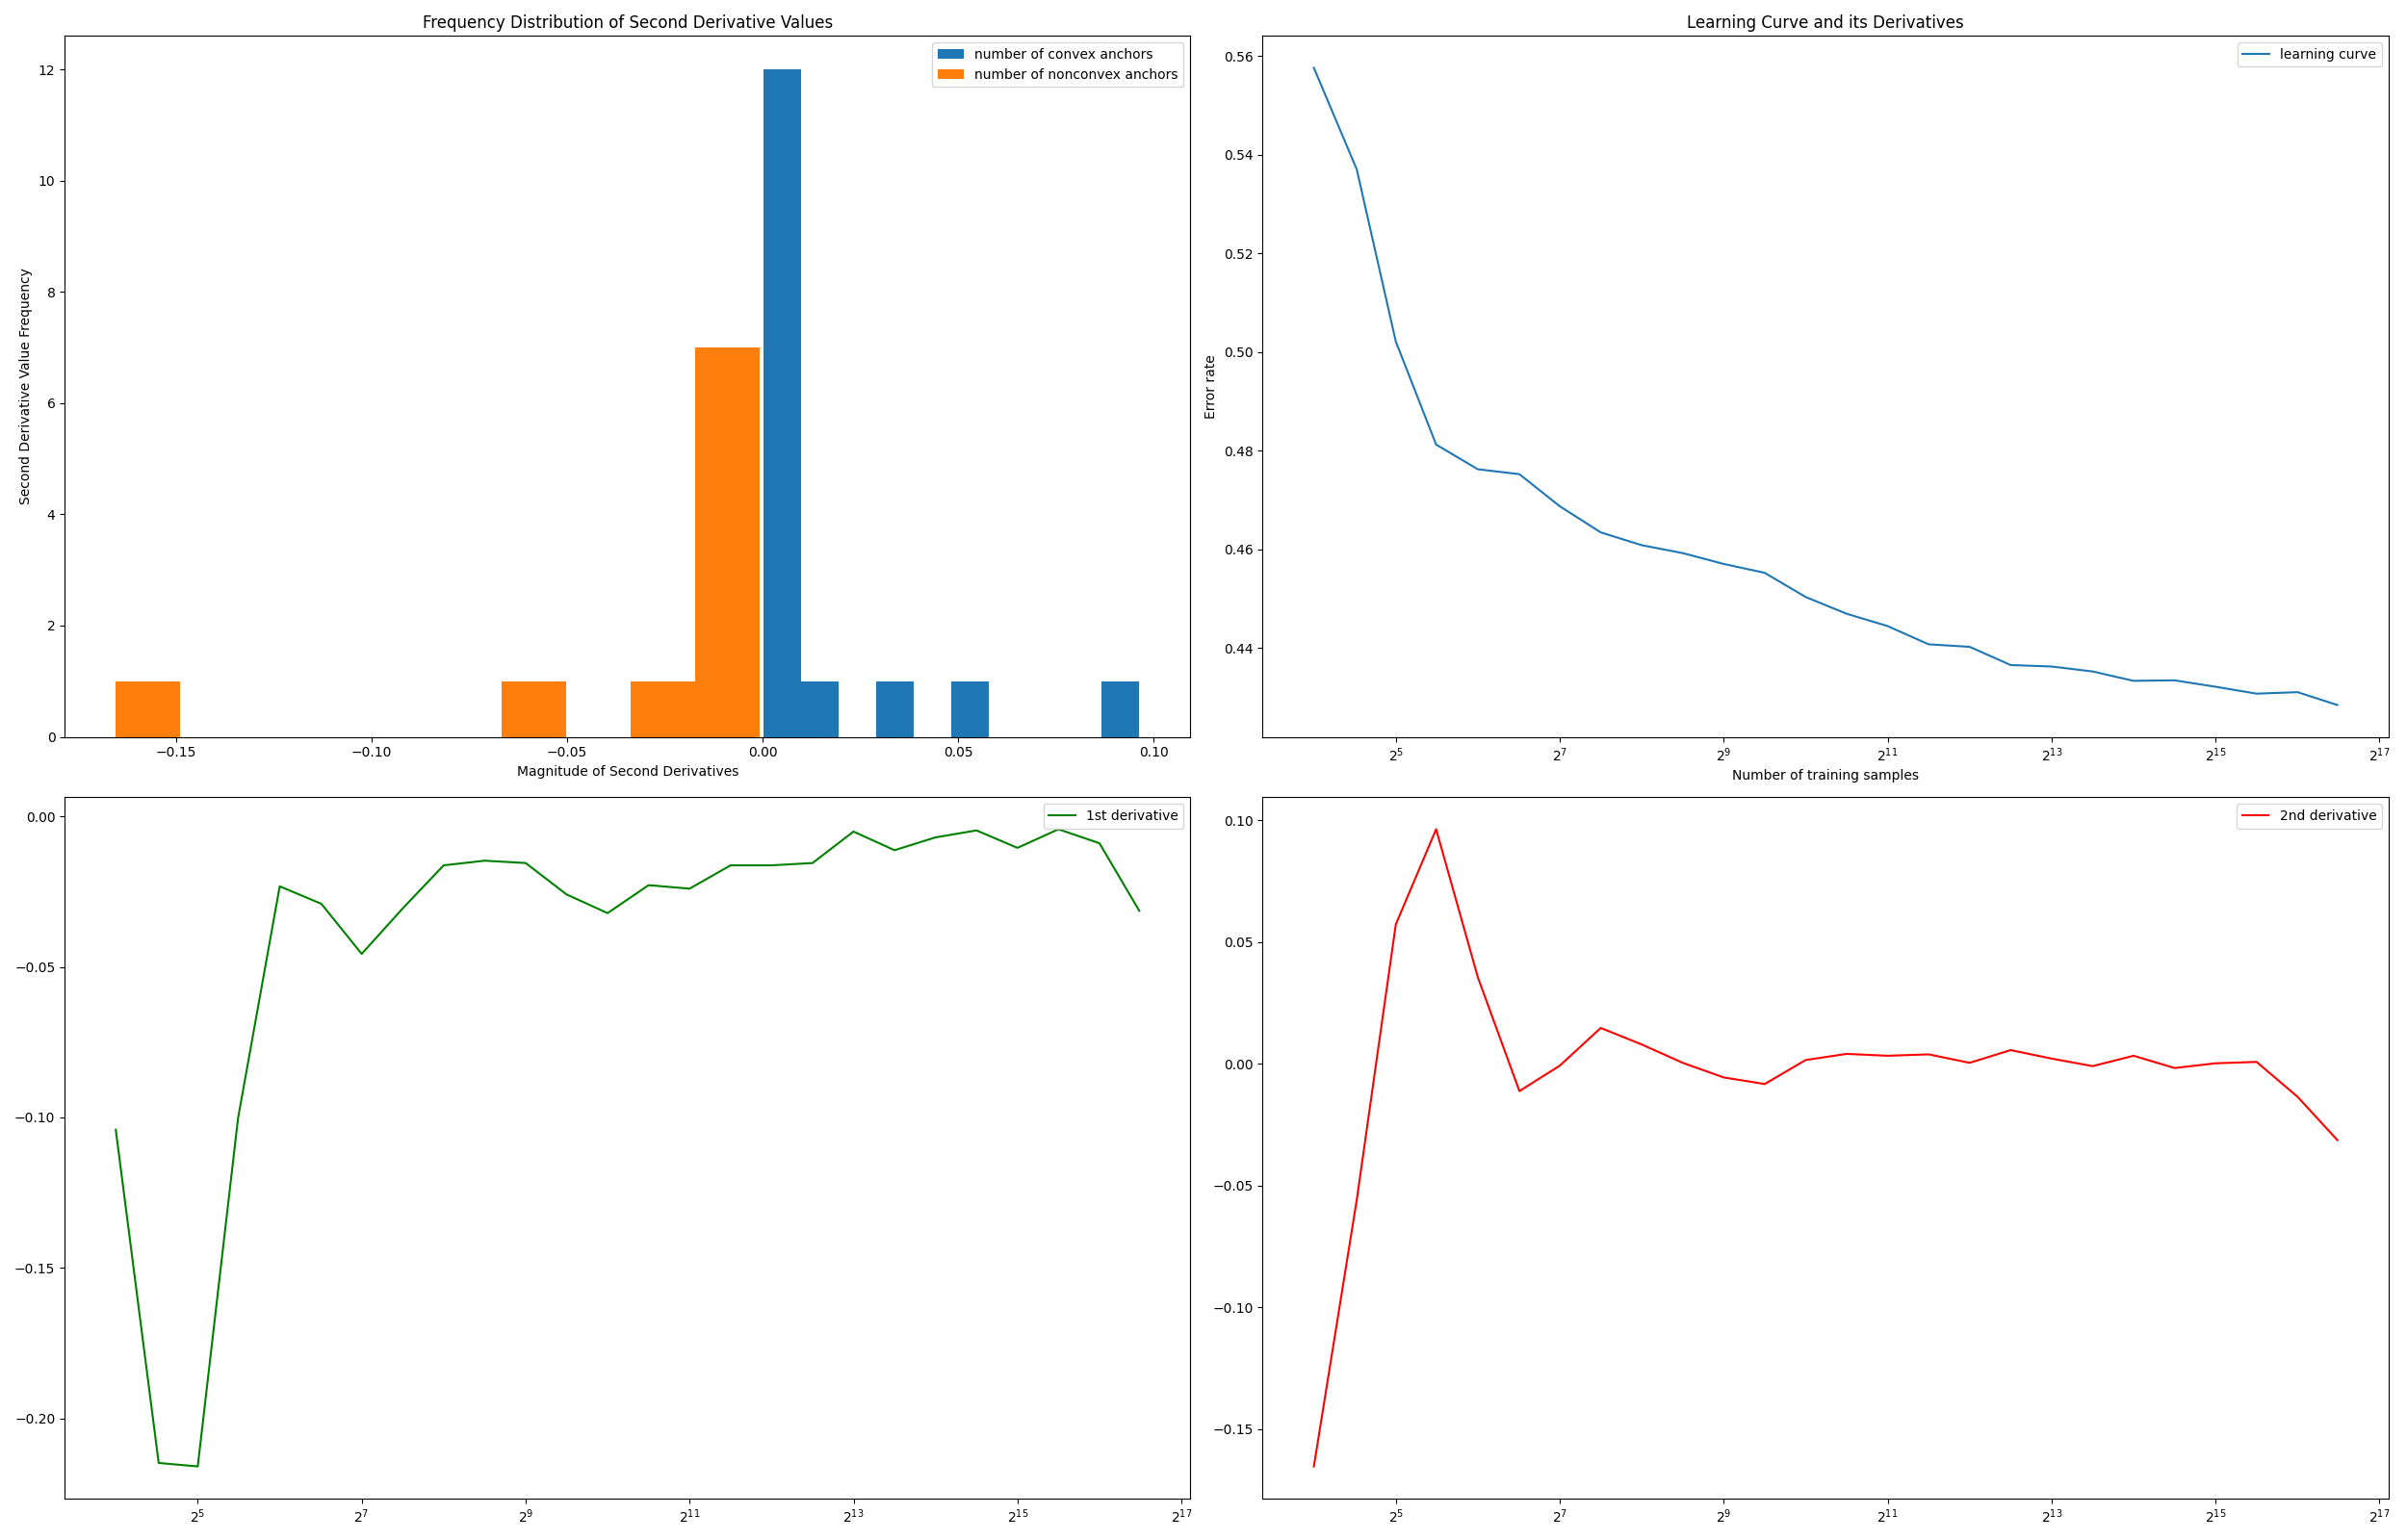 Frequency Distribution of Second Derivative Values
number of convex anchors
number of nonconvex anchors
12
10
8
6
4
2
0
Second Derivative Value Frequency
−0.15 −0.10 −0.05 0.00 0.05 0.10
Magnitude of Second Derivatives
Learning Curve and its Derivatives
learning curve
0.56
0.54
0.52
0.50
0.48
0.46
0.44
Error rate
2^5 2^7 2^9 2^11 2^13 2^15 2^17
Number of training samples
1st derivative
0.00
−0.05
−0.10
−0.15
−0.20
2^5 2^7 2^9 2^11 2^13 2^15 2^17
2nd derivative
0.10
0.05
0.00
−0.05
−0.10
−0.15
2^5 2^7 2^9 2^11 2^13 2^15 2^17